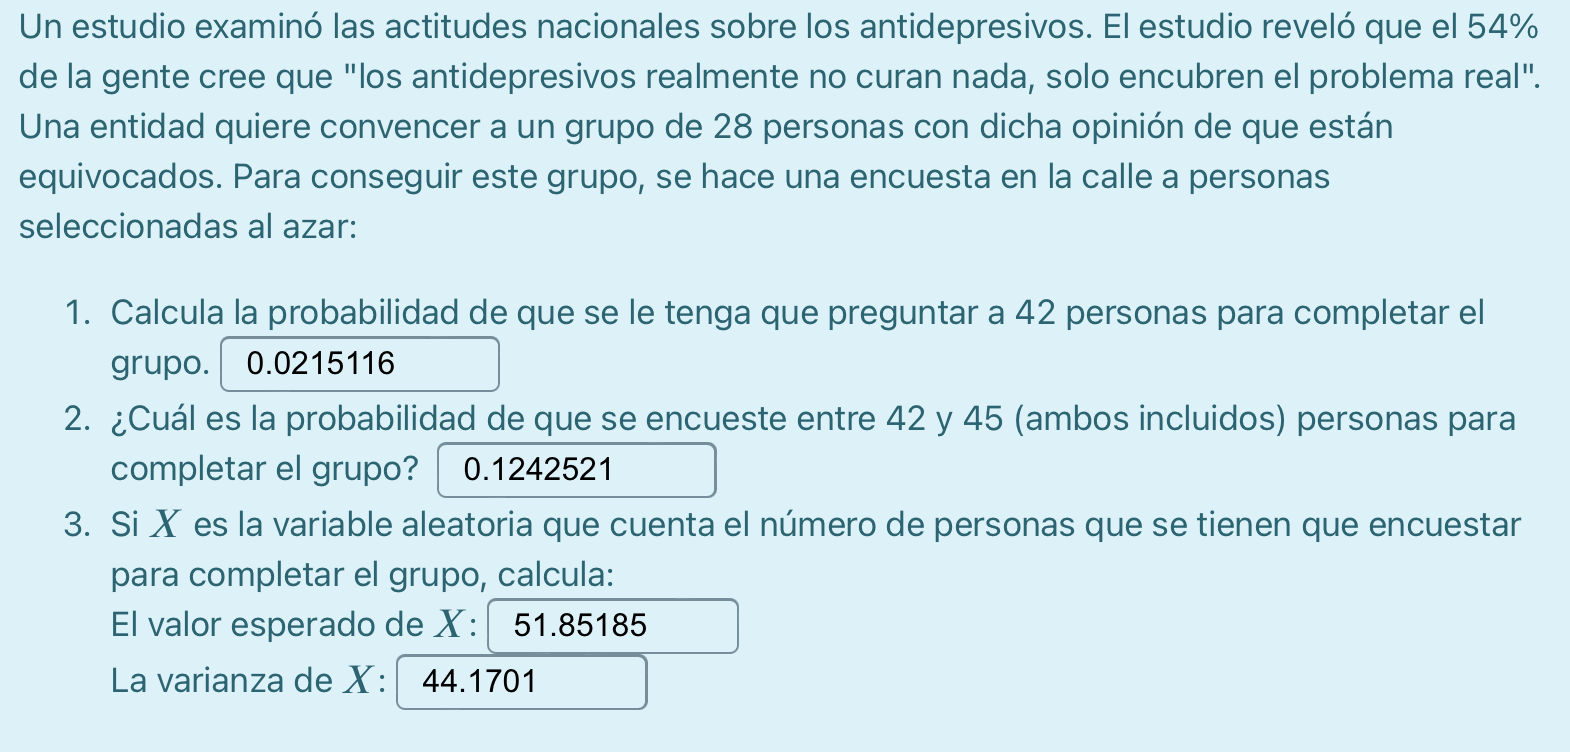 Un estudio examinó las actitudes nacionales sobre los antidepresivos. El estudio reveló que el 54%
de la gente cree que "los antidepresivos realmente no curan nada, solo encubren el problema real".
Una entidad quiere convencer a un grupo de 28 personas con dicha opinión de que están
equivocados. Para conseguir este grupo, se hace una encuesta en la calle a personas
seleccionadas al azar:
1. Calcula la probabilidad de que se le tenga que preguntar a 42 personas para completar el
grupo. 0.0215116
2. ¿Cuál es la probabilidad de que se encueste entre 42 y 45 (ambos incluidos) personas para
completar el grupo? 0.1242521
3. Si X es la variable aleatoria que cuenta el número de personas que se tienen que encuestar
para completar el grupo, calcula:
El valor esperado de X: 51.85185
La varianza de X: 44.1701